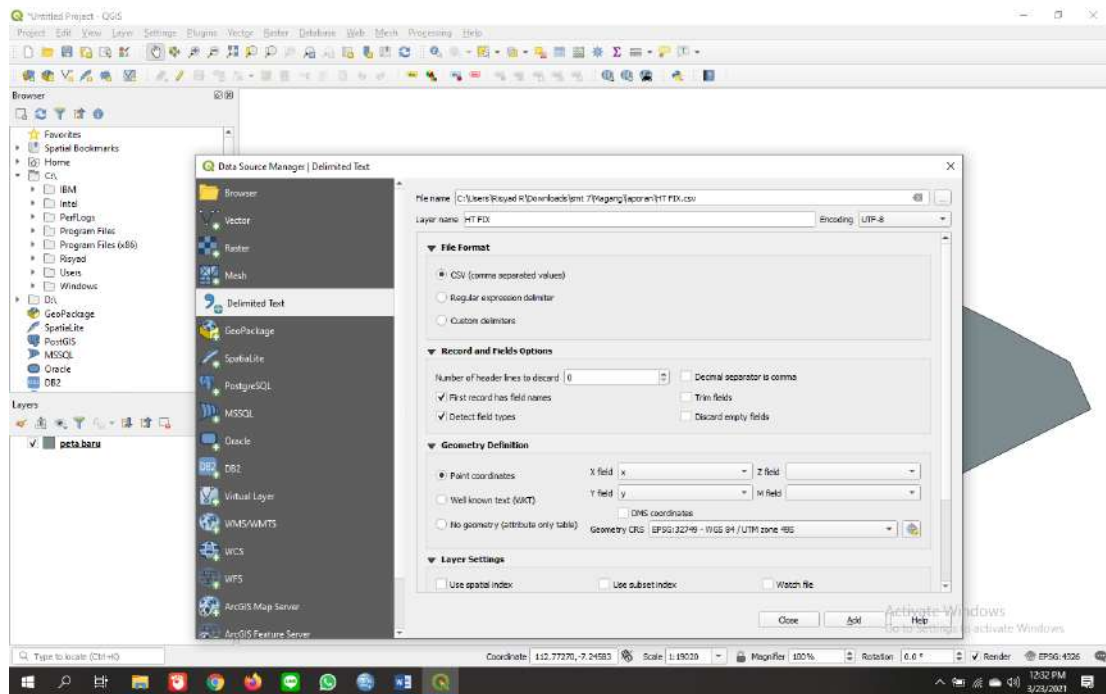 *Untitled Project - QGIS
Project Edit View Layer Settings Plugins Vector Raster Database Web Mesh Processing Help
Browser
Favorites
Spatial Bookmarks
Home
C:\
IBM
Intel
PerfLogs
Program Files
Program Files (x86)
Risyad
Users
Windows
D:\
GeoPackage
SpatiaLite
PostGIS
MSSQL
Oracle
DB2
Layers
peta baru
Data Source Manager | Delimited Text
Browser
Vector
Raster
Mesh
Delimited Text
GeoPackage
SpatiaLite
PostgreSQL
MSSQL
Oracle
DB2
Virtual Layer
WMS/WMTS
WCS
WFS
ArcGIS Map Server
ArcGIS Feature Server
File name C:\Users\Risyad R\Downloads\smt 7\Magang\laporan\HT FIX.csv
Layer name HT FIX Encoding UTF-8
File Format
CSV (comma separated values)
Regular expression delimiter
Custom delimiters
Record and Fields Options
Number of header lines to discard 0 Decimal separator is comma
First record has field names Trim fields
Detect field types Discard empty fields
Geometry Definition
Point coordinates X field x Z field
Well known text (WKT) Y field y M field
DMS coordinates
No geometry (attribute only table) Geometry CRS EPSG:32749 - WGS 84 / UTM zone 49S
Layer Settings
Use spatial index Use subset index Watch file
Close Add Help
Activate Windows
Go to Settings to activate Windows.
Type to locate (Ctrl+K) Coordinate 112.77270,-7.24583 Scale 1:19020 Magnifier 100% Rotation 0.0 ° Render EPSG:4326
12:32 PM
3/23/2021